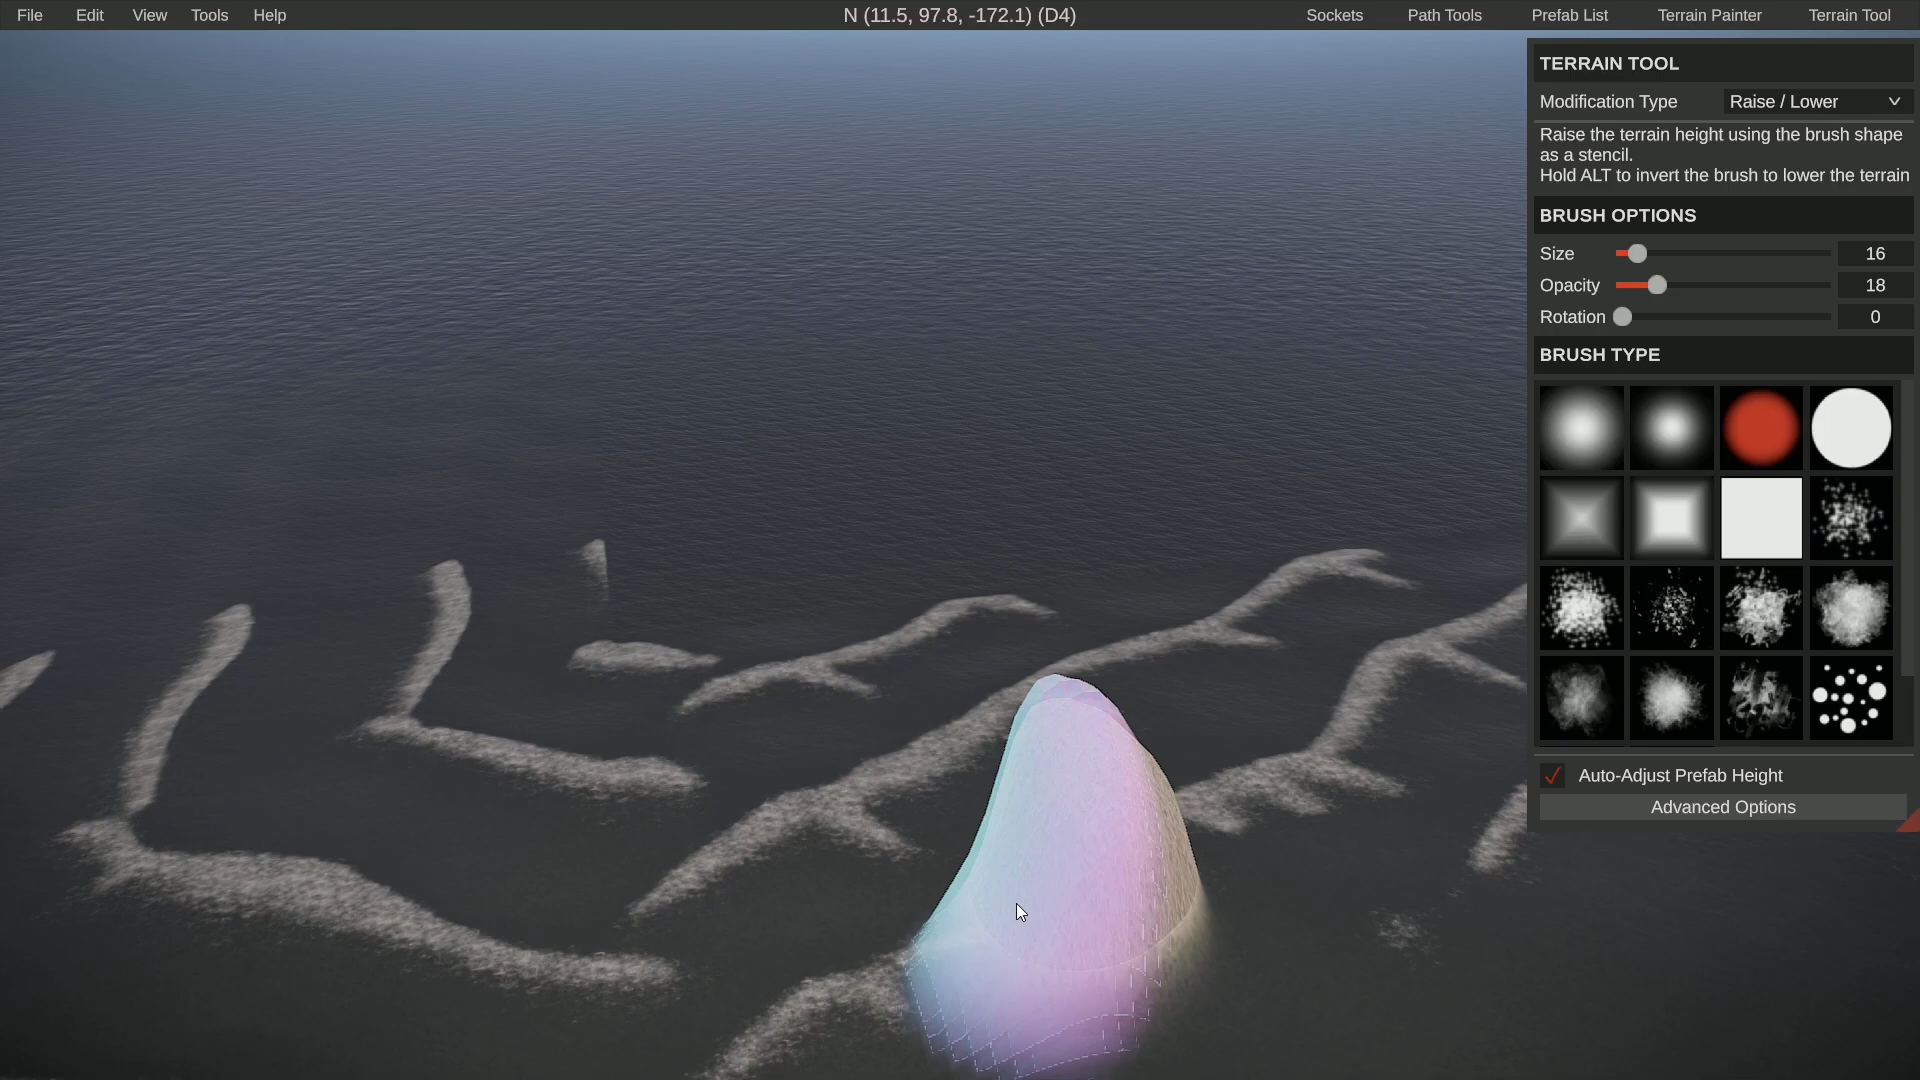 File Edit View Tools Help N (11.5, 97.8, -172.1) (D4) Sockets Path Tools Prefab List Terrain Painter Terrain Tool
TERRAIN TOOL
Modification Type Raise / Lower
Raise the terrain height using the brush shape
as a stencil.
Hold ALT to invert the brush to lower the terrain
BRUSH OPTIONS
Size 16
Opacity 18
Rotation 0
BRUSH TYPE
Auto-Adjust Prefab Height
Advanced Options